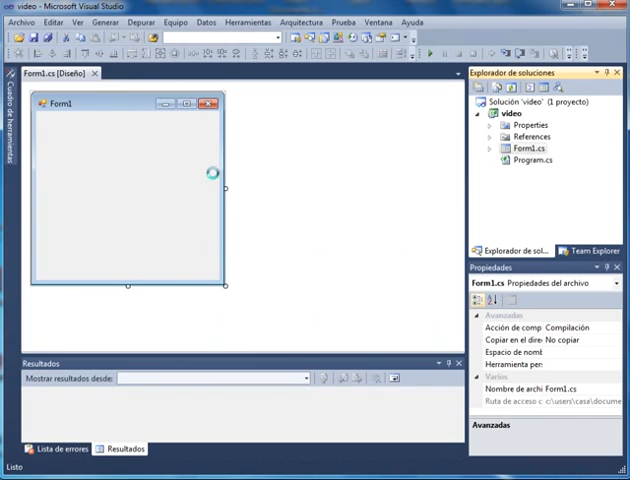 video - Microsoft Visual Studio
Archivo Editar Ver Generar Depurar Equipo Datos Herramientas Arquitectura Prueba Ventana Ayuda
Form1.cs [Diseño]
Cuadro de herramientas
Form1
Explorador de soluciones
Solución 'video' (1 proyecto)
video
Properties
References
Form1.cs
Program.cs
Explorador de sol... Team Explorer
Propiedades
Form1.cs Propiedades del archivo
Avanzadas
Acción de comp Compilación
Copiar en el direc No copiar
Espacio de nomb
Herramienta pers
Varios
Nombre de archi Form1.cs
Ruta de acceso c c:\users\casa\docume
Avanzadas
Resultados
Mostrar resultados desde:
Lista de errores Resultados
Listo